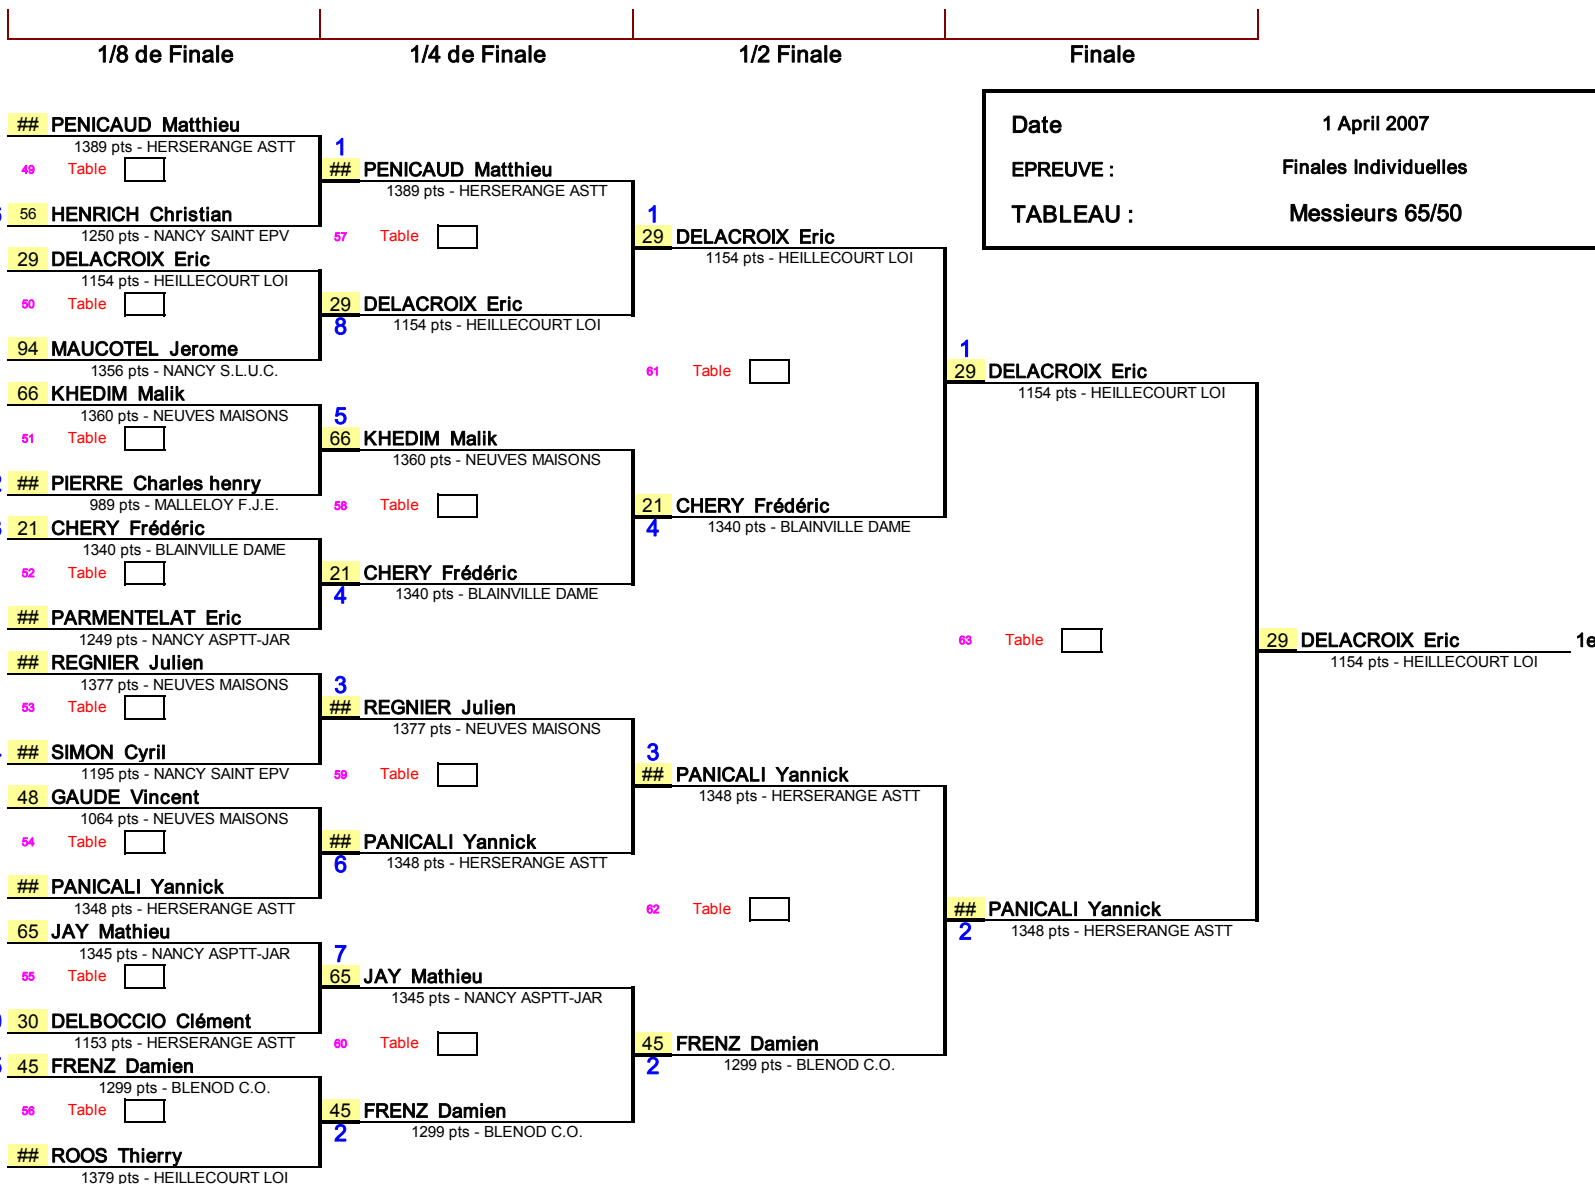 1/8 de Finale 1/4 de Finale 1/2 Finale Finale
Date 1 April 2007
EPREUVE : Finales Individuelles
TABLEAU : Messieurs 65/50
## PENICAUD Matthieu
1389 pts - HERSERANGE ASTT
49 Table
56 HENRICH Christian
1250 pts - NANCY SAINT EPV
29 DELACROIX Eric
1154 pts - HEILLECOURT LOI
50 Table
94 MAUCOTEL Jerome
1356 pts - NANCY S.L.U.C.
66 KHEDIM Malik
1360 pts - NEUVES MAISONS
51 Table
## PIERRE Charles henry
989 pts - MALLELOY F.J.E.
21 CHERY Frédéric
1340 pts - BLAINVILLE DAME
52 Table
## PARMENTELAT Eric
1249 pts - NANCY ASPTT-JAR
## REGNIER Julien
1377 pts - NEUVES MAISONS
53 Table
## SIMON Cyril
1195 pts - NANCY SAINT EPV
48 GAUDE Vincent
1064 pts - NEUVES MAISONS
54 Table
## PANICALI Yannick
1348 pts - HERSERANGE ASTT
65 JAY Mathieu
1345 pts - NANCY ASPTT-JAR
55 Table
30 DELBOCCIO Clément
1153 pts - HERSERANGE ASTT
45 FRENZ Damien
1299 pts - BLENOD C.O.
56 Table
## ROOS Thierry
1379 pts - HEILLECOURT LOI
1
## PENICAUD Matthieu
1389 pts - HERSERANGE ASTT
57 Table
29 DELACROIX Eric
8 1154 pts - HEILLECOURT LOI
5
66 KHEDIM Malik
1360 pts - NEUVES MAISONS
58 Table
21 CHERY Frédéric
4 1340 pts - BLAINVILLE DAME
3
## REGNIER Julien
1377 pts - NEUVES MAISONS
59 Table
## PANICALI Yannick
6 1348 pts - HERSERANGE ASTT
7
65 JAY Mathieu
1345 pts - NANCY ASPTT-JAR
60 Table
45 FRENZ Damien
2 1299 pts - BLENOD C.O.
1
29 DELACROIX Eric
1154 pts - HEILLECOURT LOI
61 Table
21 CHERY Frédéric
4 1340 pts - BLAINVILLE DAME
3
## PANICALI Yannick
1348 pts - HERSERANGE ASTT
62 Table
45 FRENZ Damien
2 1299 pts - BLENOD C.O.
1
29 DELACROIX Eric
1154 pts - HEILLECOURT LOI
63 Table
## PANICALI Yannick
2 1348 pts - HERSERANGE ASTT
29 DELACROIX Eric 1e
1154 pts - HEILLECOURT LOI